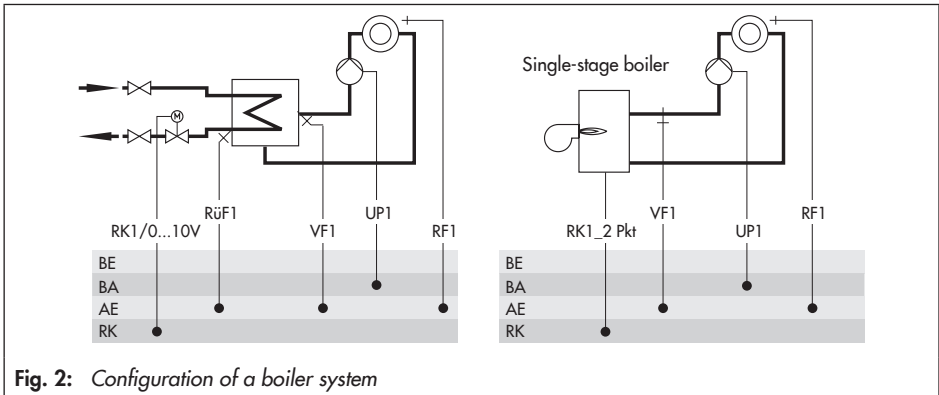 Single-stage boiler
M
RüF1
UP1
RK1/0...10V
VF1
RF1
BE
BA
AE
RK
VF1
RF1
RK1_2 Pkt
UP1
BE
BA
AE
RK
Fig. 2: Configuration of a boiler system